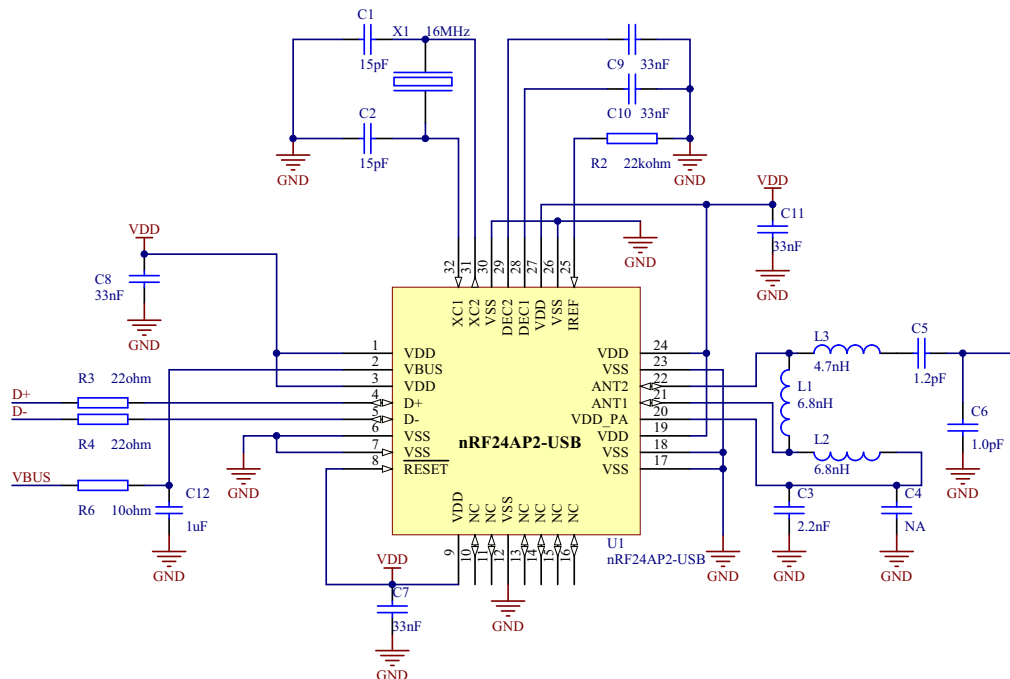 C1
X1 16MHz
15pF
C2
15pF
GND
C9 33nF
C10 33nF
R2 22kohm
GND
VDD
C11
33nF
GND
GND
VDD
C8
33nF
GND
32 31 30 29 28 27 26 25
XC1 XC2 VSS DEC2 DEC1 VDD VSS IREF
1 VDD
2 VBUS
3 VDD
4 D+
5 D-
6 VSS
7 VSS
8 RESET
VDD 24
VSS 23
ANT2 22
ANT1 21
VDD_PA 20
VDD 19
VSS 18
VSS 17
nRF24AP2-USB
VDD NC NC VSS NC NC NC NC
9 10 11 12 13 14 15 16
U1
nRF24AP2-USB
R3 22ohm
D+
D-
R4 22ohm
GND
VBUS
R6 10ohm
C12
1uF
GND
VDD
C7
33nF
GND
GND
GND
L3
4.7nH
C5
1.2pF
L1
6.8nH
L2
6.8nH
C6
1.0pF
GND
C3
2.2nF
GND
C4
NA
GND